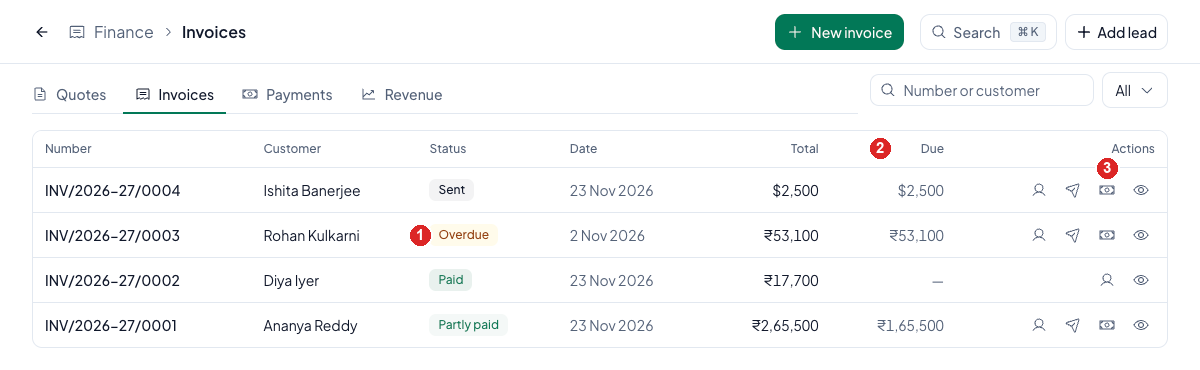 Finance > Invoices
+ New invoice
Search ⌘ K
+ Add lead
Quotes Invoices Payments Revenue
Number or customer
All
Number Customer Status Date Total 2 Due Actions
3
INV/2026-27/0004 Ishita Banerjee Sent 23 Nov 2026 $2,500 $2,500
INV/2026-27/0003 Rohan Kulkarni 1 Overdue 2 Nov 2026 ₹53,100 ₹53,100
INV/2026-27/0002 Diya Iyer Paid 23 Nov 2026 ₹17,700 —
INV/2026-27/0001 Ananya Reddy Partly paid 23 Nov 2026 ₹2,65,500 ₹1,65,500